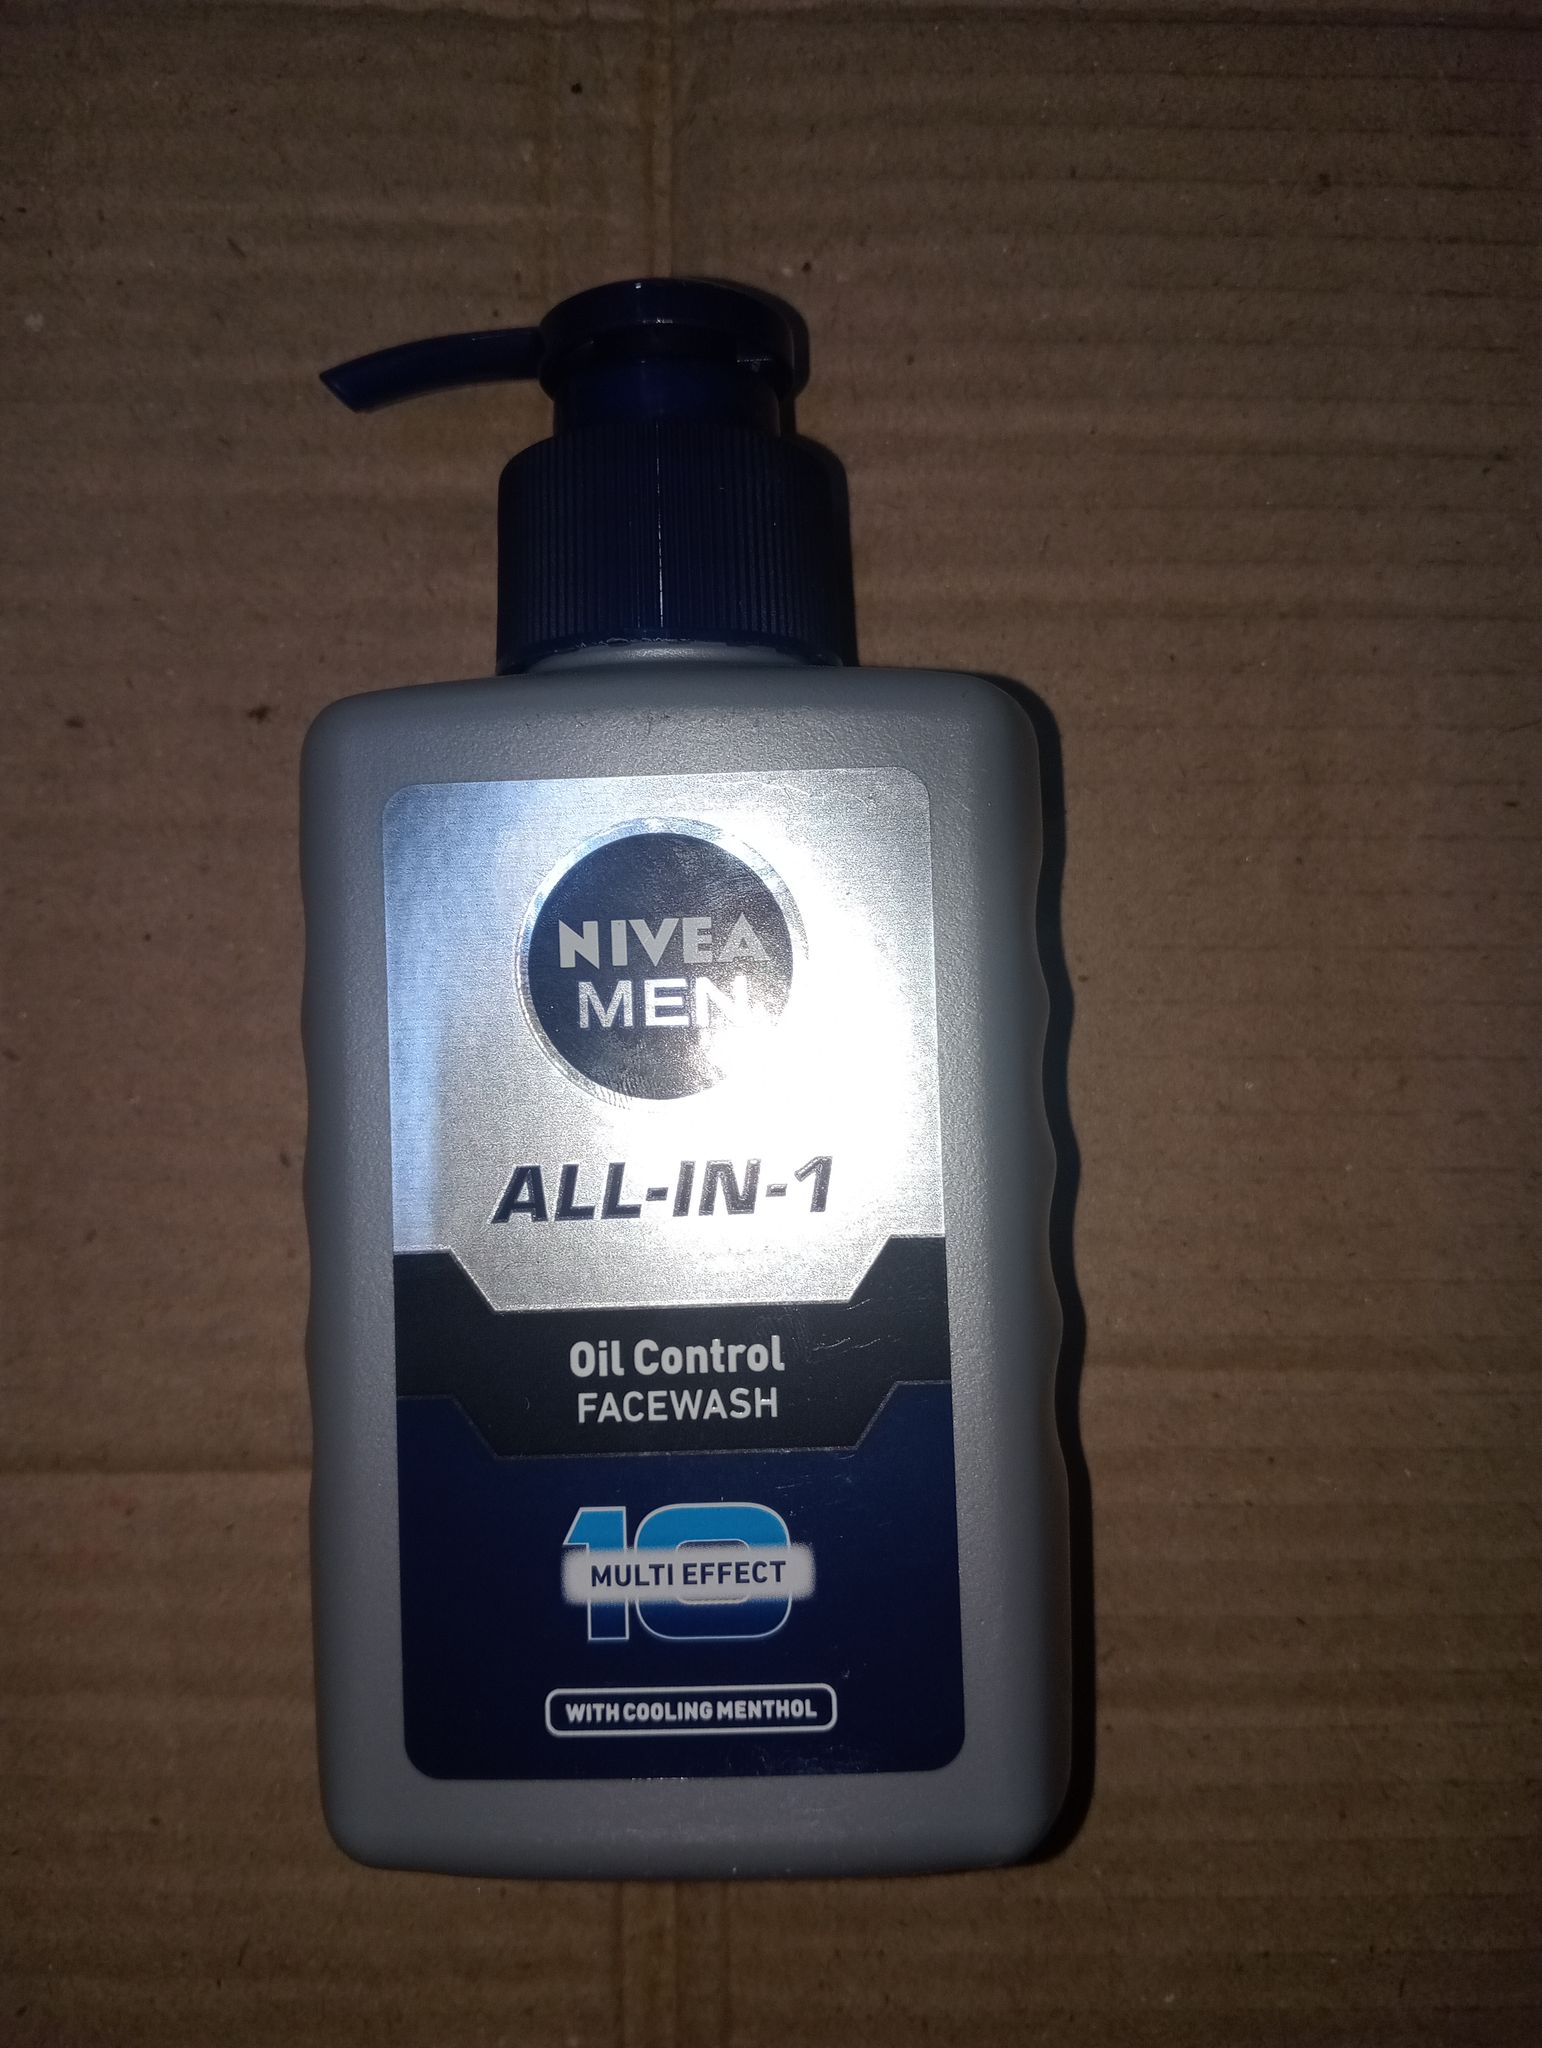 NIVEA
MEN
ALL-IN-1
Oil Control
FACEWASH
10
MULTI EFFECT
WITH COOLING MENTHOL